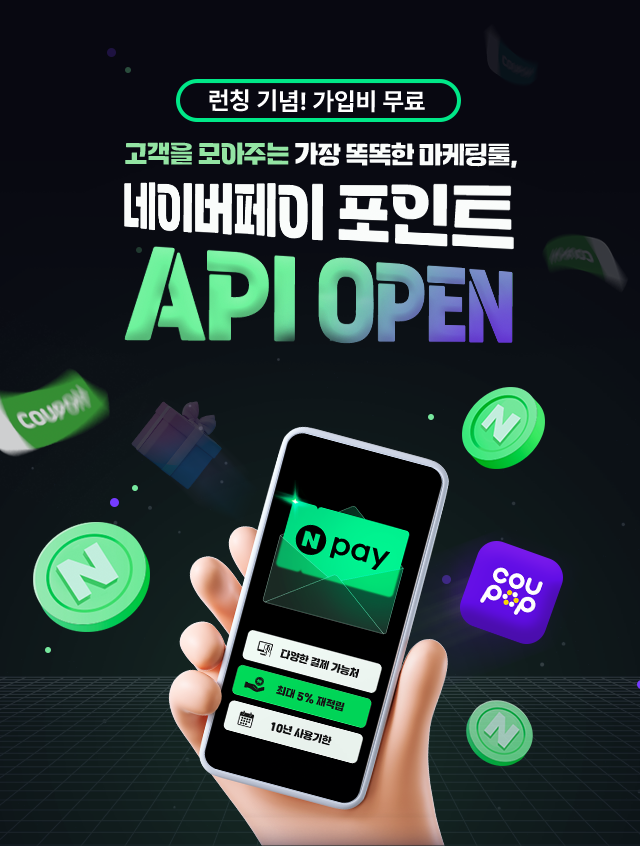 런칭 기념! 가입비 무료
고객을 모아주는 가장 똑똑한 마케팅툴,
네이버페이 포인트
API OPEN
COUPON
N
N
N pay
cou
pop
다양한 결제 가능처
최대 5% 재적립
10년 사용기한
N